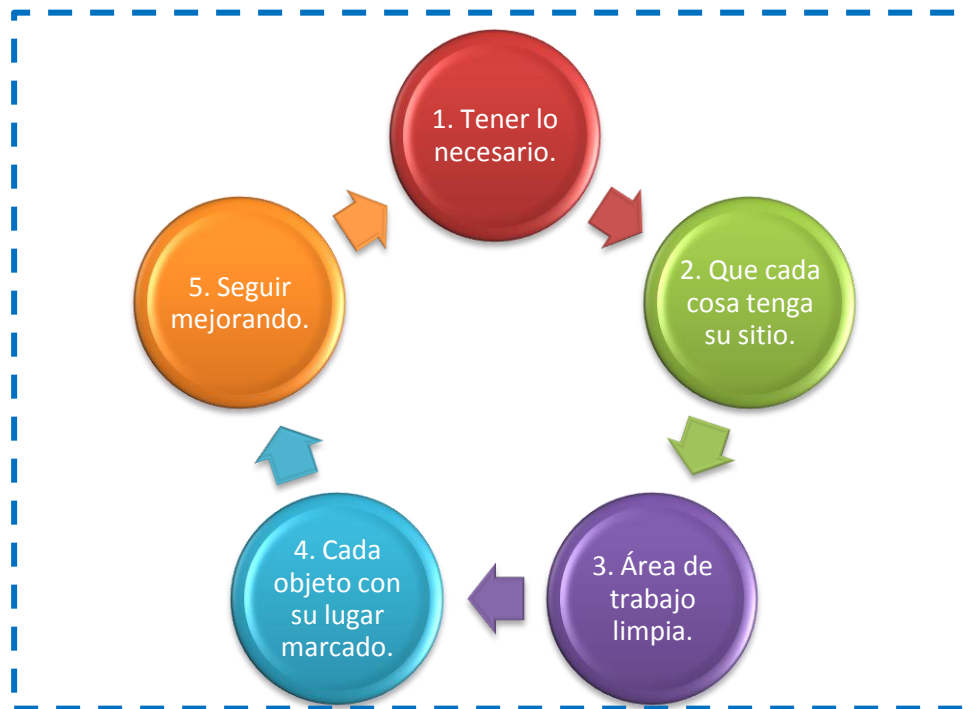 1. Tener lo
necesario.
2. Que cada
cosa tenga
su sitio.
3. Área de
trabajo
limpia.
4. Cada
objeto con
su lugar
marcado.
5. Seguir
mejorando.